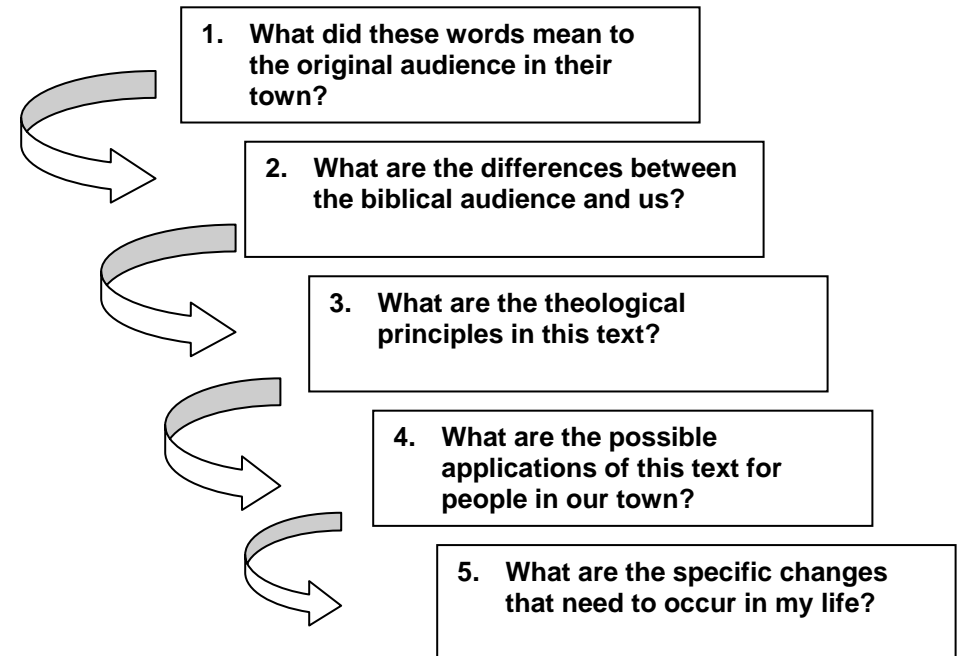 1. What did these words mean to
the original audience in their
town?
2. What are the differences between
the biblical audience and us?
3. What are the theological
principles in this text?
4. What are the possible
applications of this text for
people in our town?
5. What are the specific changes
that need to occur in my life?